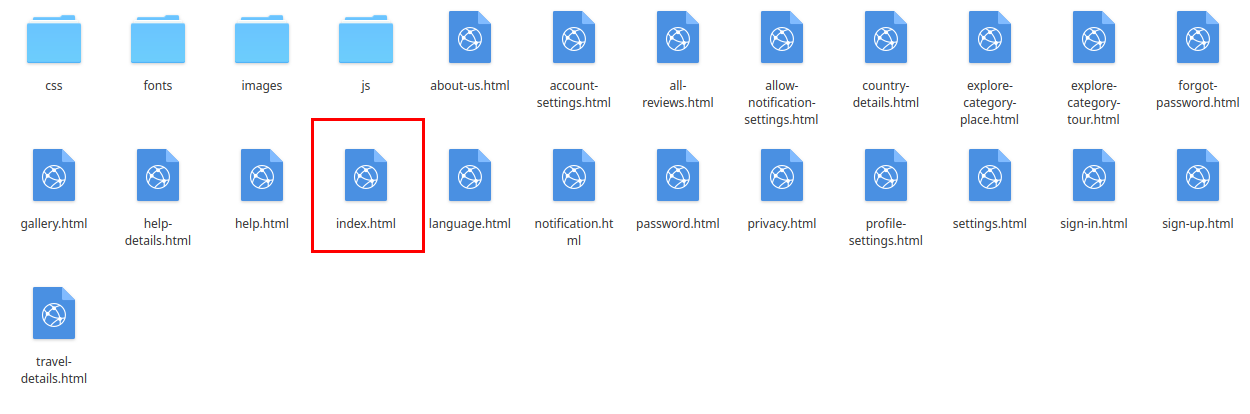 css
fonts
images
js
about-us.html
account-
settings.html
all-
reviews.html
allow-
notification-
settings.html
country-
details.html
explore-
category-
place.html
explore-
category-
tour.html
forgot-
password.html
gallery.html
help-
details.html
help.html
index.html
language.html
notification.ht
ml
password.html
privacy.html
profile-
settings.html
settings.html
sign-in.html
sign-up.html
travel-
details.html